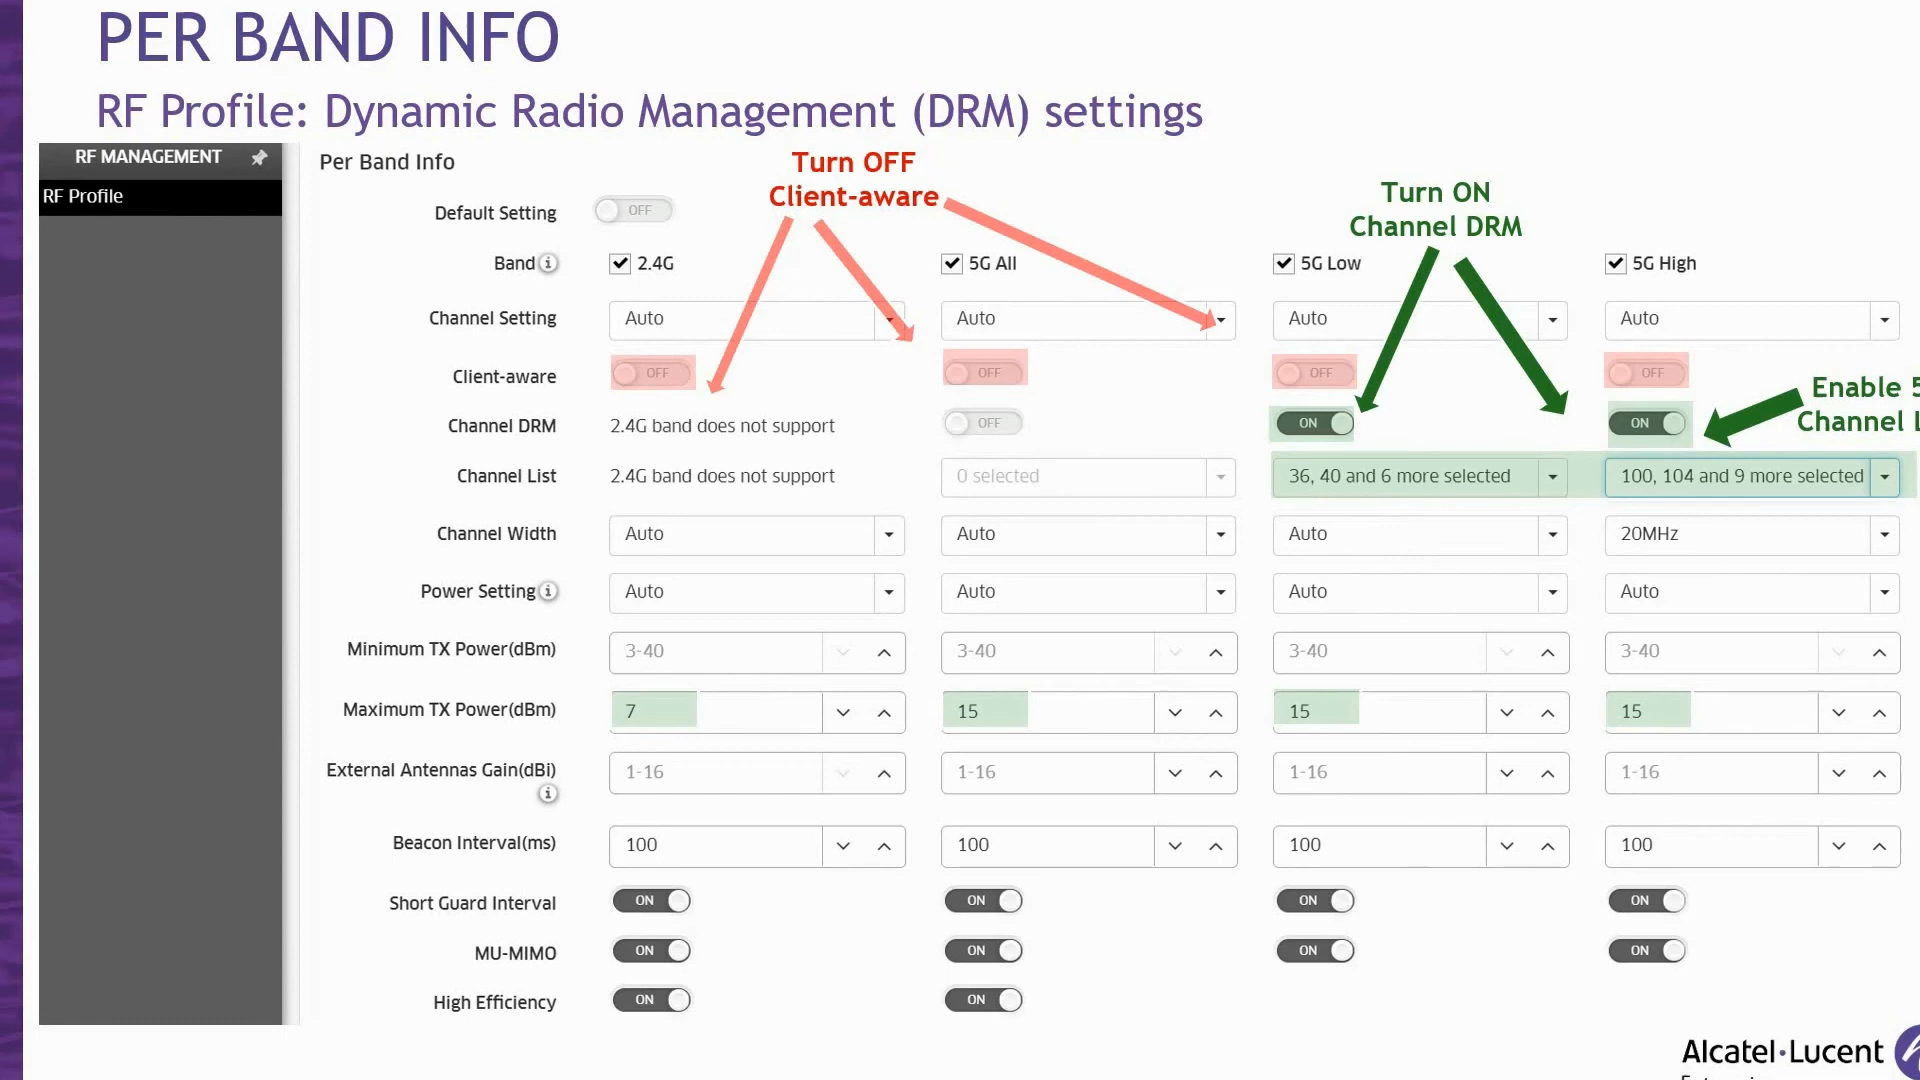 PER BAND INFO
RF Profile: Dynamic Radio Management (DRM) settings
RF MANAGEMENT
RF Profile
Per Band Info
Turn OFF
Client-aware
Turn ON
Channel DRM
Default Setting OFF
Band 2.4G 5G All 5G Low 5G High
Channel Setting Auto Auto Auto Auto
Client-aware OFF OFF OFF OFF
Enable 5
Channel DRM 2.4G band does not support OFF ON ON
Channel L
Channel List 2.4G band does not support 0 selected 36, 40 and 6 more selected 100, 104 and 9 more selected
Channel Width Auto Auto Auto 20MHz
Power Setting Auto Auto Auto Auto
Minimum TX Power(dBm) 3-40 3-40 3-40 3-40
Maximum TX Power(dBm) 7 15 15 15
External Antennas Gain(dBi) 1-16 1-16 1-16 1-16
Beacon Interval(ms) 100 100 100 100
Short Guard Interval ON ON ON ON
MU-MIMO ON ON ON ON
High Efficiency ON ON
Alcatel·Lucent